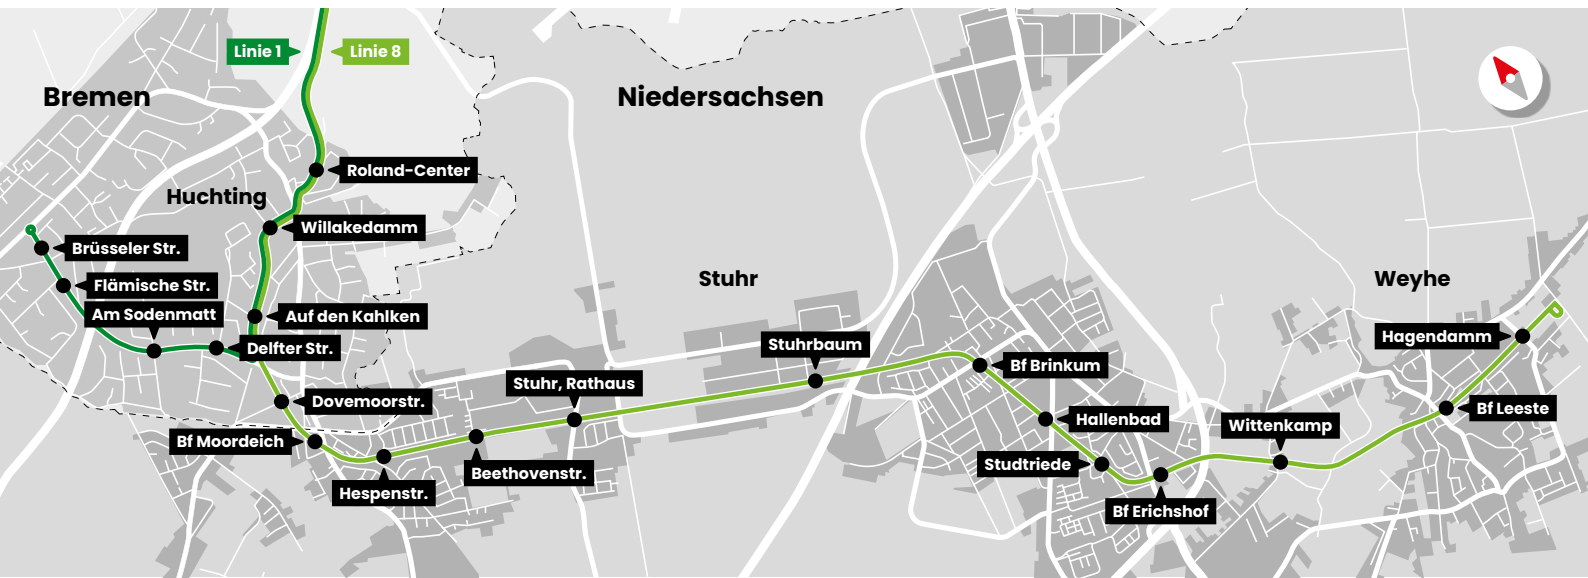 Linie 1
Linie 8
Bremen
Niedersachsen
Roland-Center
Huchting
Willakedamm
Brüsseler Str.
Flämische Str.
Am Sodenmatt
Auf den Kahlken
Delfter Str.
Stuhr
Weyhe
Stuhrbaum
Hagendamm
Bf Brinkum
Stuhr, Rathaus
Dovemoorstr.
Bf Leeste
Hallenbad
Wittenkamp
Bf Moordeich
Studtriede
Beethovenstr.
Hespenstr.
Bf Erichshof